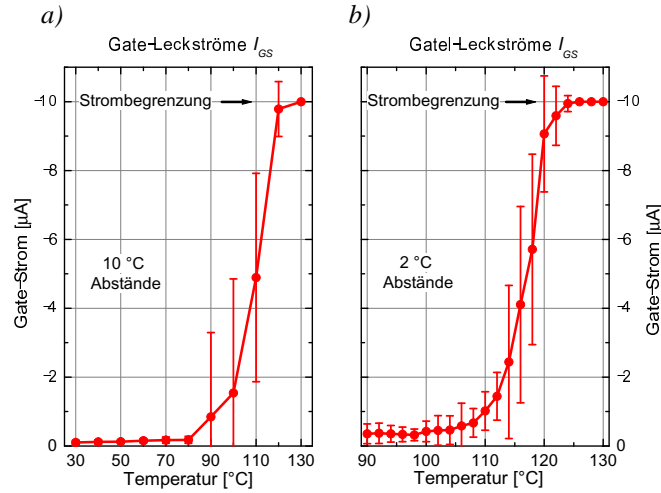 a)
Gate–Leckströme I_GS
Strombegrenzung
10 °C
Abstände
Gate–Strom [µA]
–10
–8
–6
–4
–2
0
30 50 70 90 110 130
Temperatur [°C]
b)
Gatel-Leckströme I_GS
Strombegrenzung
2 °C
Abstände
Gate–Strom [µA]
–10
–8
–6
–4
–2
0
90 100 110 120 130
Temperatur [°C]